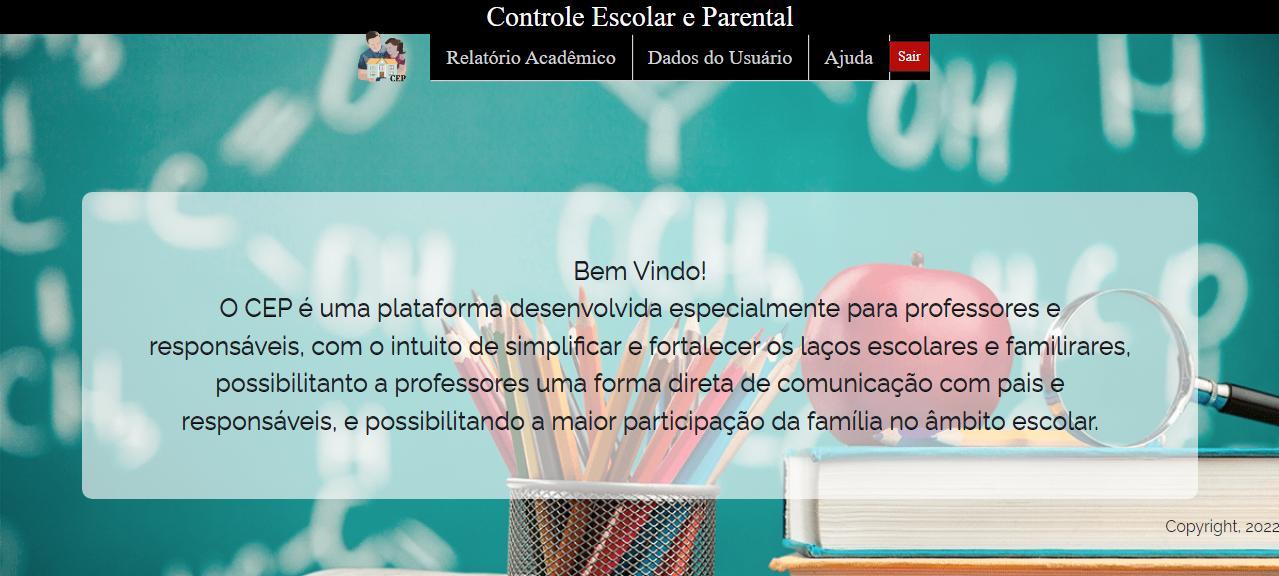 Controle Escolar e Parental
CEP
Relatório Acadêmico
Dados do Usuário
Ajuda
Sair
Bem Vindo!
O CEP é uma plataforma desenvolvida especialmente para professores e
responsáveis, com o intuito de simplificar e fortalecer os laços escolares e familirares,
possibilitanto a professores uma forma direta de comunicação com pais e
responsáveis, e possibilitando a maior participação da família no âmbito escolar.
Copyright, 2022
OH
H
OCH